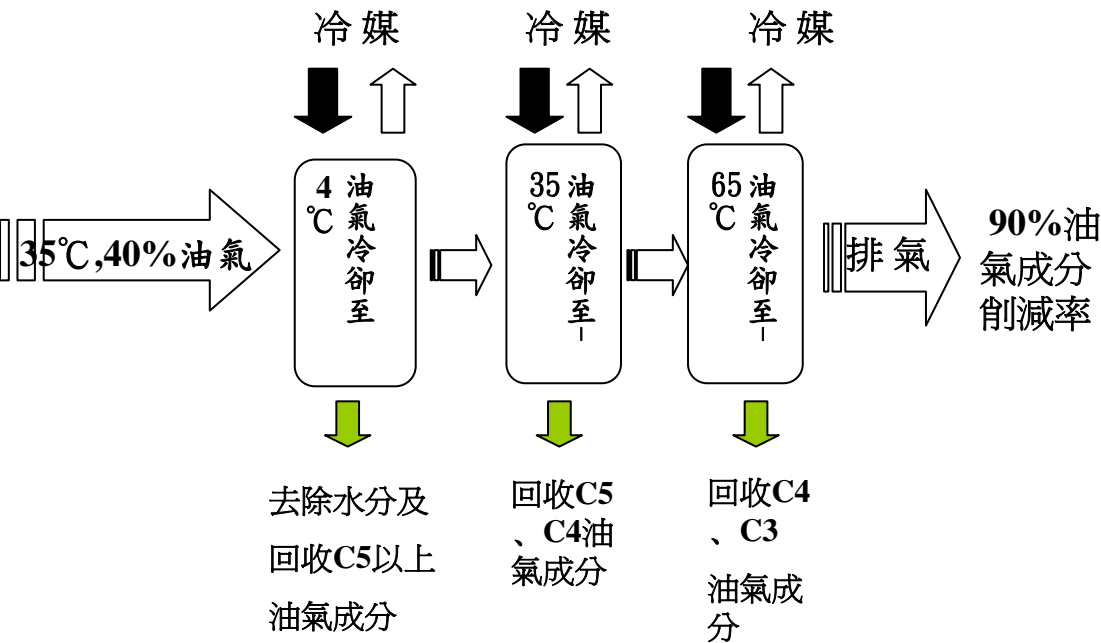 冷 媒
冷 媒
冷 媒
35℃,40%油氣
油氣冷卻至
4℃
油氣冷卻至-
35℃
油氣冷卻至-
65℃
排 氣
90%油
氣成分
削減率
去除水分及
回收C5以上
油氣成分
回收C5
、C4油
氣成分
回收C4
、C3
油氣成
分